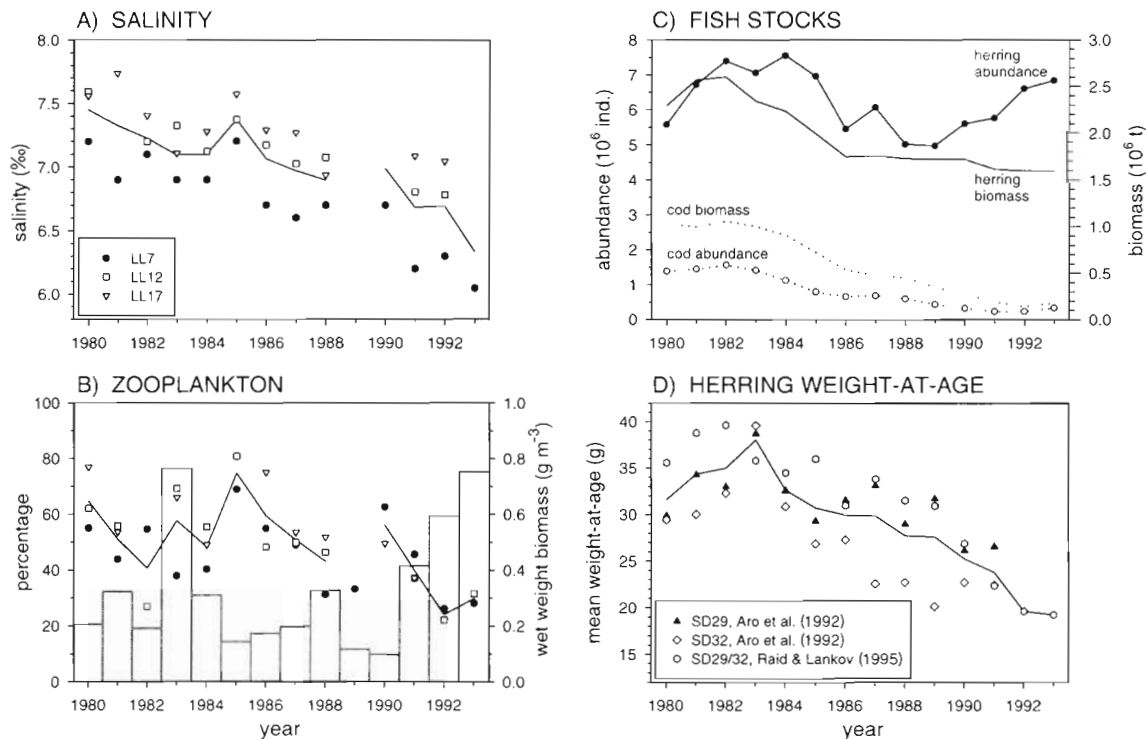 A) SALINITY
8.0
7.5
7.0
6.5
6.0
salinity (‰)
LL7
LL12
LL17
1980 1982 1984 1986 1988 1990 1992
B) ZOOPLANKTON
100
80
60
40
20
0
percentage
1.0
0.8
0.6
0.4
0.2
0.0
wet weight biomass (g m-3)
1980 1982 1984 1986 1988 1990 1992
year
C) FISH STOCKS
8
7
6
5
4
3
2
1
0
abundance (10^6 ind.)
herring
abundance
herring
biomass
cod biomass
cod abundance
3.0
2.5
2.0
1.5
1.0
0.5
0.0
biomass (10^6 t)
1980 1982 1984 1986 1988 1990 1992
D) HERRING WEIGHT-AT-AGE
40
35
30
25
20
15
mean weight-at-age (g)
SD29, Aro et al. (1992)
SD32, Aro et al. (1992)
SD29/32, Raid & Lankov (1995)
1980 1982 1984 1986 1988 1990 1992
year